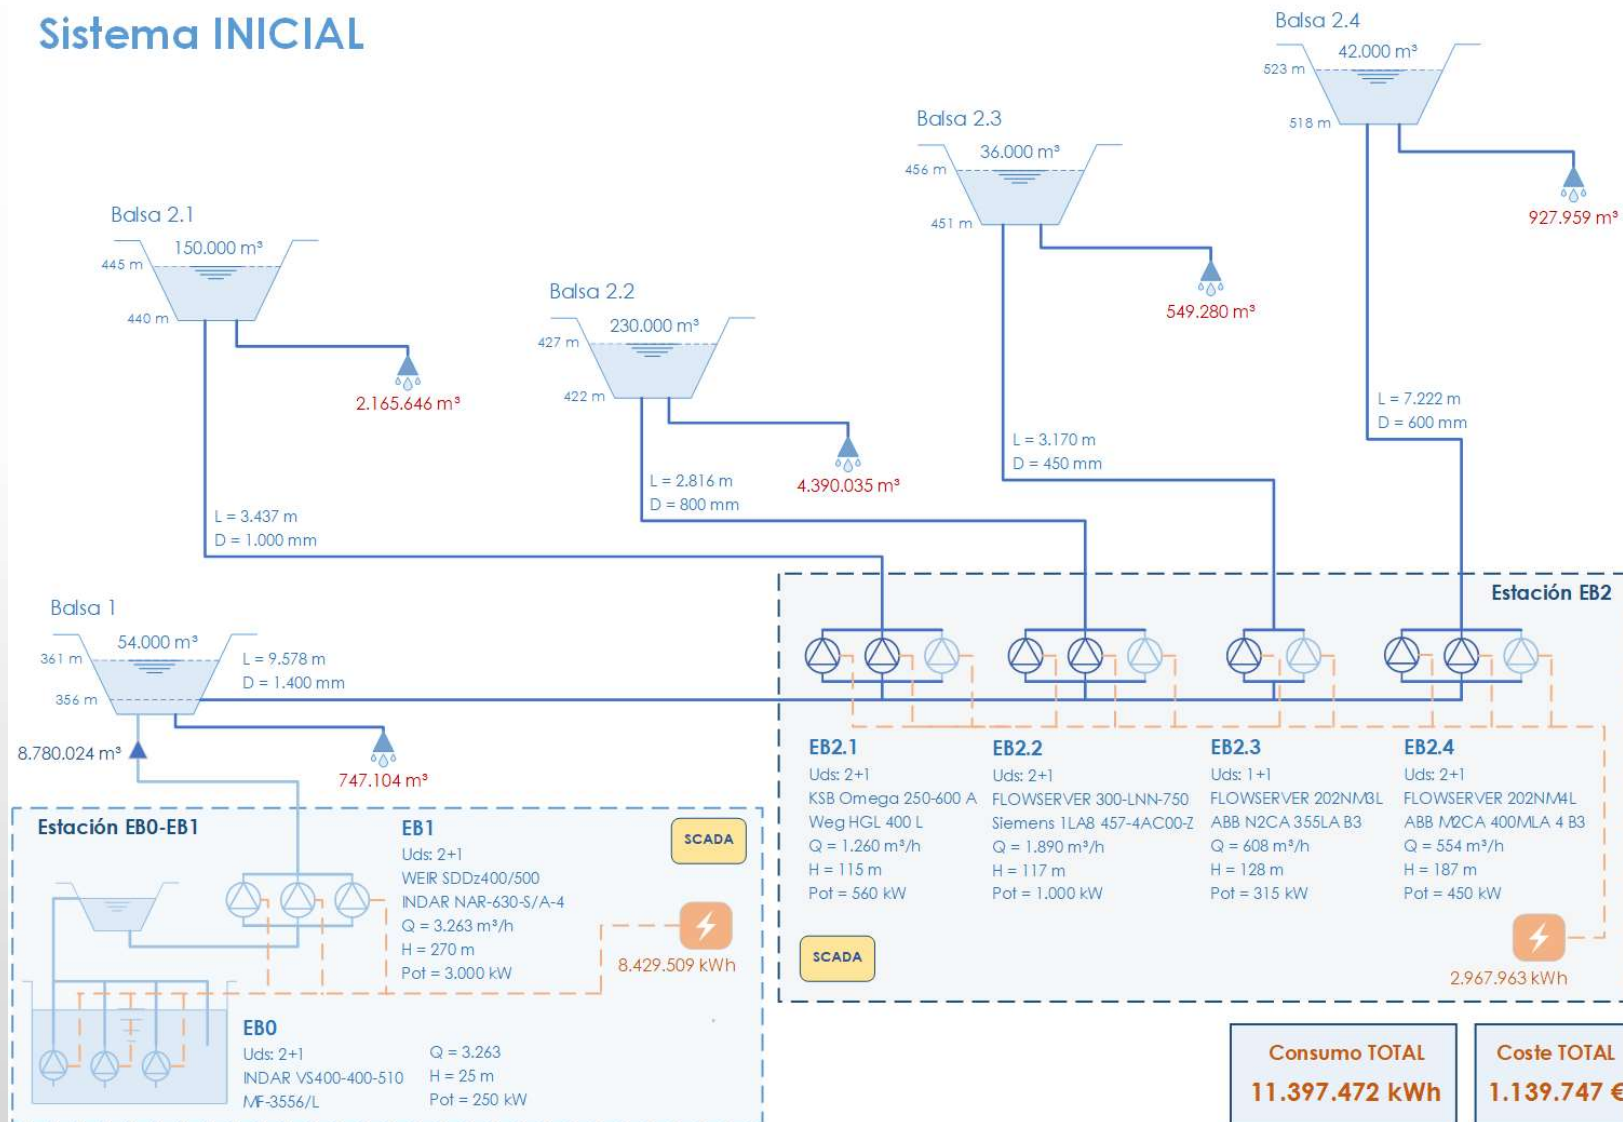 Sistema INICIAL
Balsa 2.4
42.000 m³
523 m
518 m
927.959 m³
L = 7.222 m
D = 600 mm
Balsa 2.3
36.000 m³
456 m
451 m
549.280 m³
L = 3.170 m
D = 450 mm
Balsa 2.1
150.000 m³
445 m
440 m
2.165.646 m³
L = 3.437 m
D = 1.000 mm
Balsa 2.2
230.000 m³
427 m
422 m
4.390.035 m³
L = 2.816 m
D = 800 mm
Balsa 1
54.000 m³
361 m
356 m
L = 9.578 m
D = 1.400 mm
8.780.024 m³
747.104 m³
Estación EB2
EB2.1
Uds: 2+1
KSB Omega 250-600 A
Weg HGL 400 L
Q = 1.260 m³/h
H = 115 m
Pot = 560 kW
EB2.2
Uds: 2+1
FLOWSERVER 300-LNN-750
Siemens 1LA8 457-4AC00-Z
Q = 1.890 m³/h
H = 117 m
Pot = 1.000 kW
EB2.3
Uds: 1+1
FLOWSERVER 202NM3L
ABB N2CA 355LA B3
Q = 608 m³/h
H = 128 m
Pot = 315 kW
EB2.4
Uds: 2+1
FLOWSERVER 202NM4L
ABB M2CA 400MLA 4 B3
Q = 554 m³/h
H = 187 m
Pot = 450 kW
SCADA
2.967.963 kWh
Estación EB0-EB1
EB1
Uds: 2+1
WEIR SDDz400/500
INDAR NAR-630-S/A-4
Q = 3.263 m³/h
H = 270 m
Pot = 3.000 kW
SCADA
8.429.509 kWh
EB0
Uds: 2+1
INDAR VS400-400-510
MF-3556/L
Q = 3.263
H = 25 m
Pot = 250 kW
Consumo TOTAL
11.397.472 kWh
Coste TOTAL
1.139.747 €